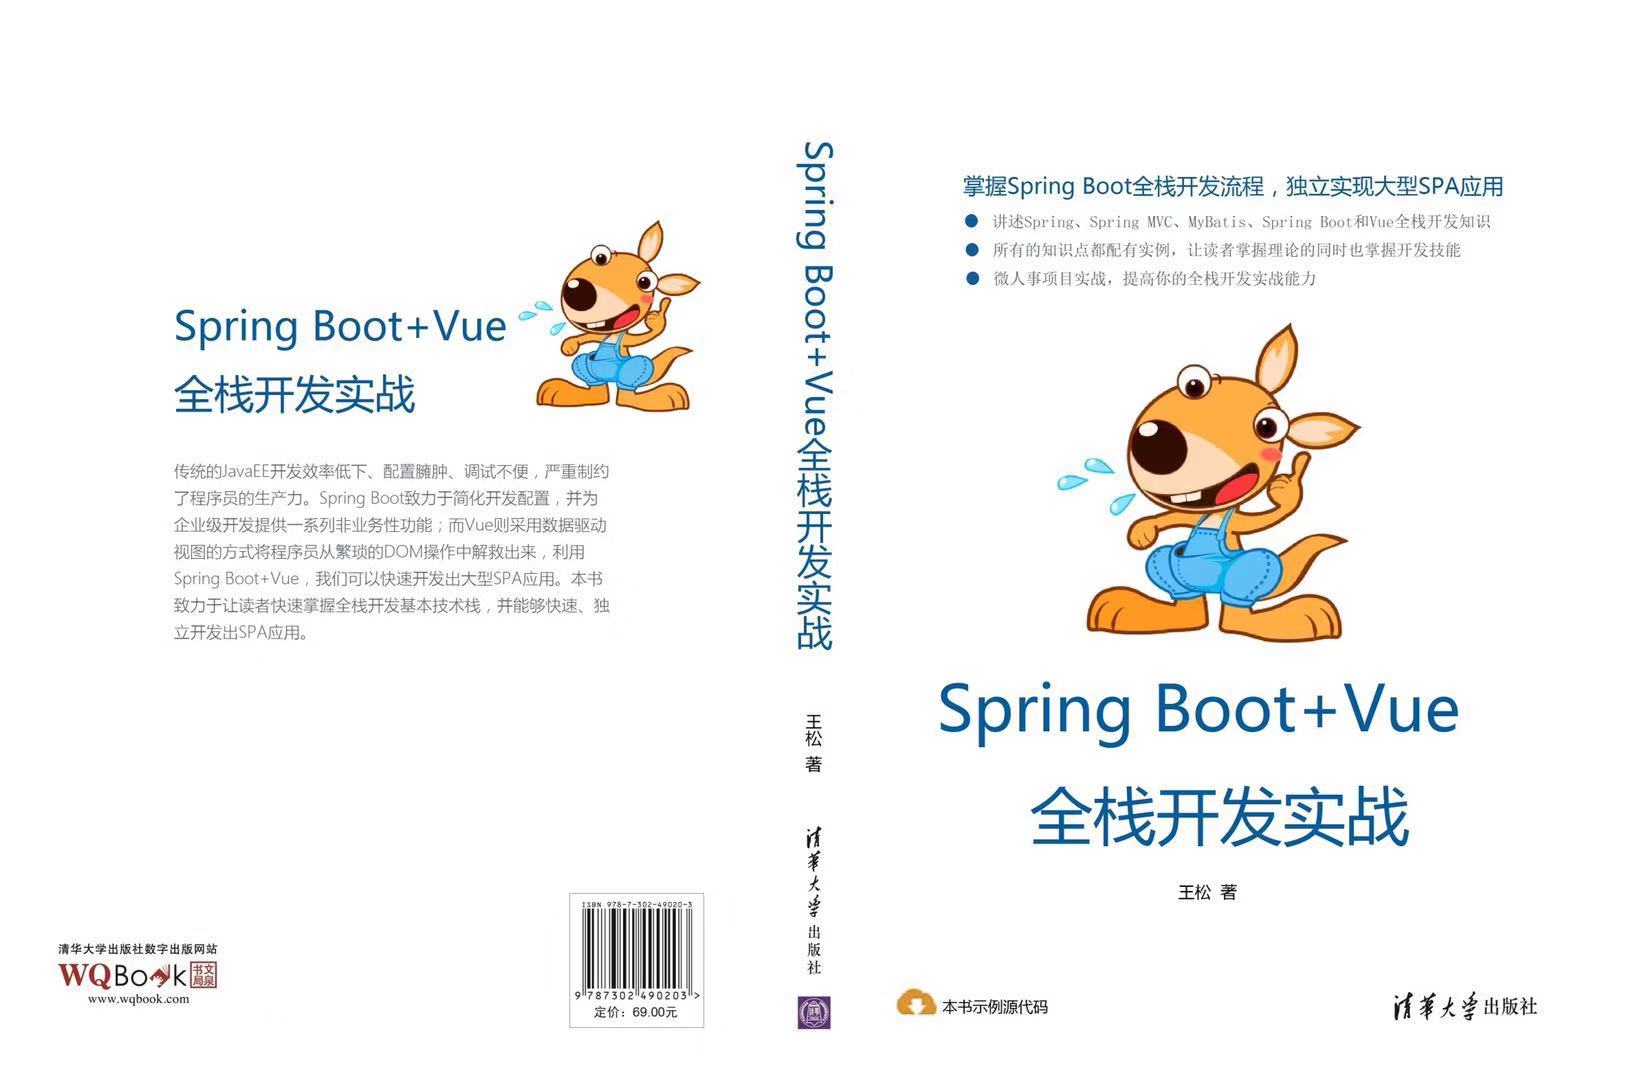 Spring Boot+Vue
全栈开发实战
传统的JavaEE开发效率低下、配置臃肿、调试不便，严重制约
了程序员的生产力。Spring Boot致力于简化开发配置，并为
企业级开发提供一系列非业务性功能；而Vue则采用数据驱动
视图的方式将程序员从繁琐的DOM操作中解救出来，利用
Spring Boot+Vue，我们可以快速开发出大型SPA应用。本书
致力于让读者快速掌握全栈开发基本技术栈，并能够快速、独
立开发出SPA应用。
清华大学出版社数字出版网站
WQBook 文泉书局
www.wqbook.com
ISBN 978-7-302-49020-3
9 787302 490203 >
定价：69.00元
Spring Boot+Vue全栈开发实战
王松 著
清华大学出版社
掌握Spring Boot全栈开发流程，独立实现大型SPA应用
● 讲述Spring、Spring MVC、MyBatis、Spring Boot和Vue全栈开发知识
● 所有的知识点都配有实例，让读者掌握理论的同时也掌握开发技能
● 微人事项目实战，提高你的全栈开发实战能力
Spring Boot+Vue
全栈开发实战
王松 著
本书示例源代码
清华大学出版社